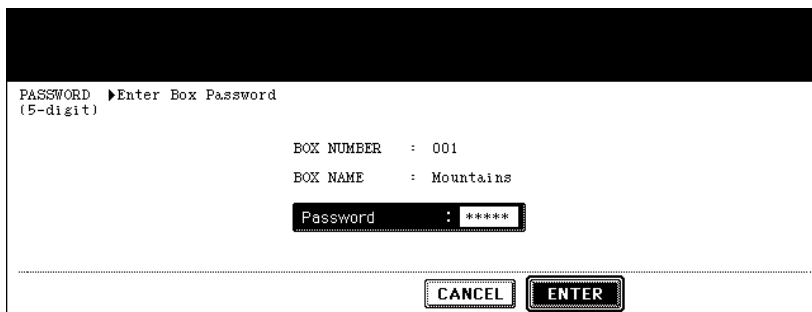 PASSWORD ▶Enter Box Password
(5-digit)
BOX NUMBER : 001
BOX NAME : Mountains
Password : *****
CANCEL ENTER